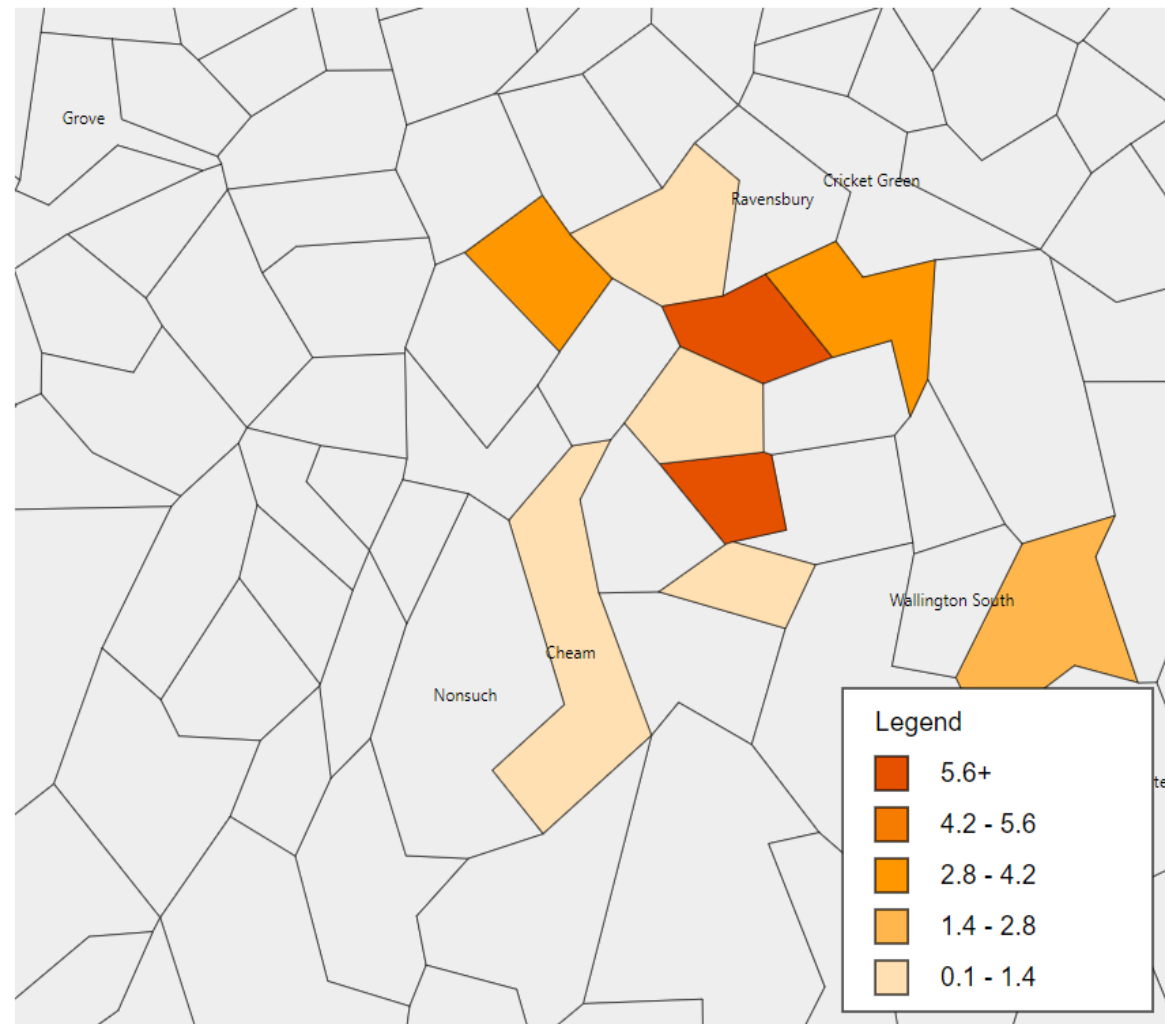 Grove
Cricket Green
Ravensbury
Wallington South
Cheam
Nonsuch
Legend
5.6+
4.2 - 5.6
2.8 - 4.2
1.4 - 2.8
0.1 - 1.4